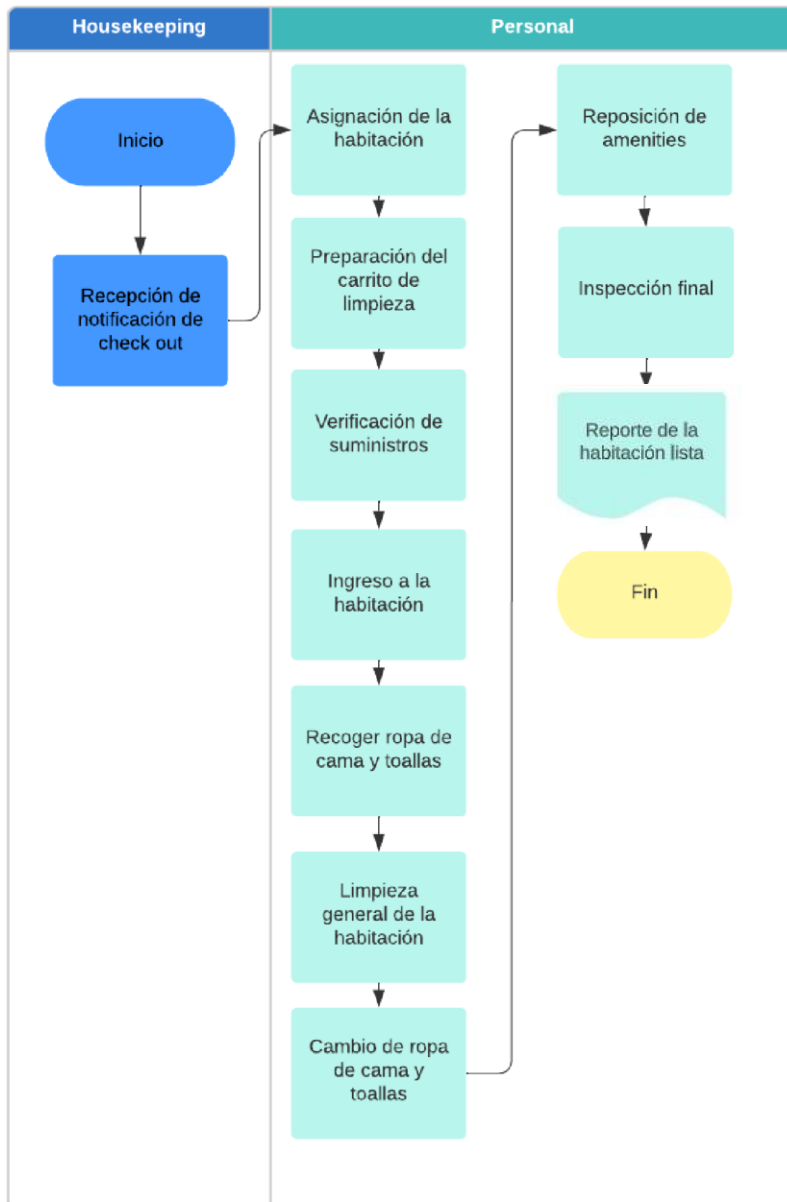 Housekeeping
Personal
Inicio
Recepción de
notificación de
check out
Asignación de la
habitación
Preparación del
carrito de
limpieza
Verificación de
suministros
Ingreso a la
habitación
Recoger ropa de
cama y toallas
Limpieza
general de la
habitación
Cambio de ropa
de cama y
toallas
Reposición de
amenities
Inspección final
Reporte de la
habitación lista
Fin